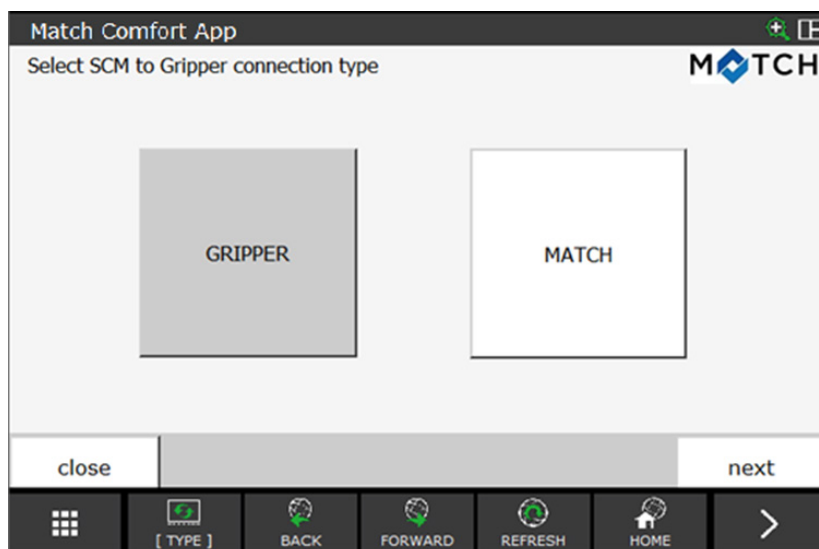 Match Comfort App
Select SCM to Gripper connection type
MATCH
GRIPPER
MATCH
close
next
[ TYPE ]
BACK
FORWARD
REFRESH
HOME